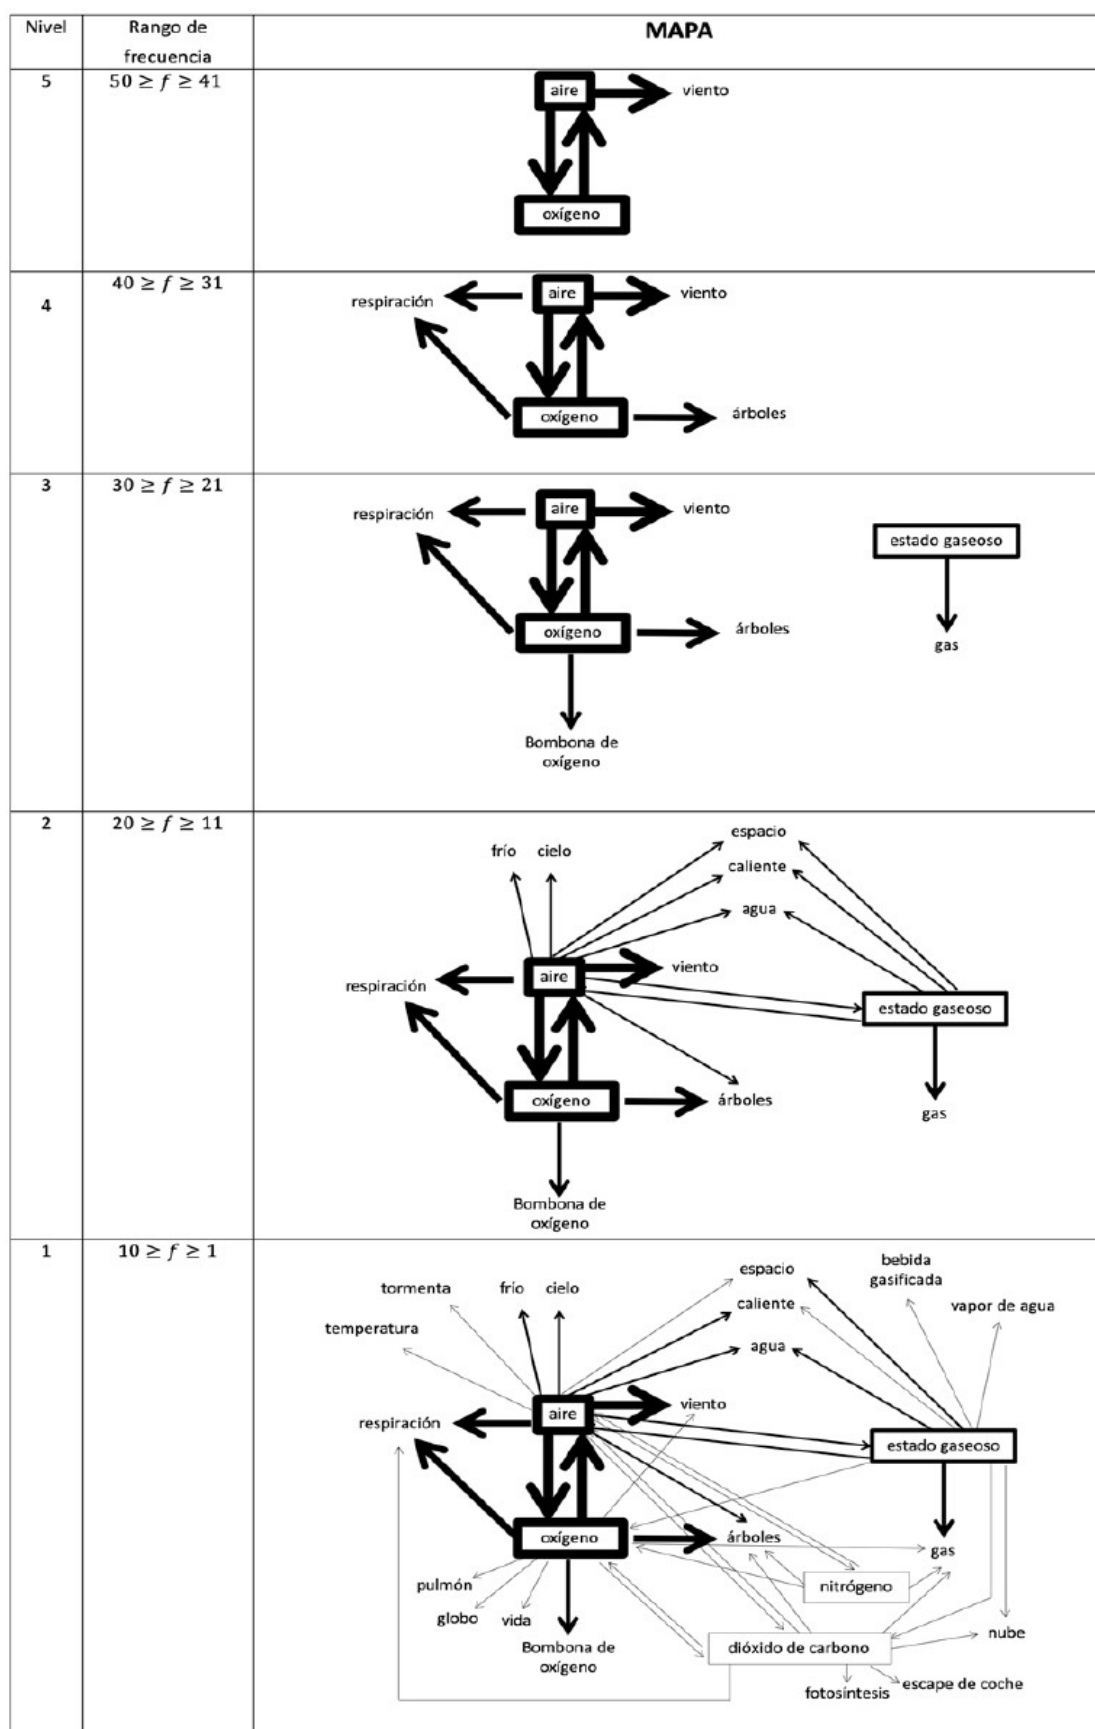 Nivel
Rango de
frecuencia
MAPA
5
50 ≥ f ≥ 41
aire
viento
oxígeno
4
40 ≥ f ≥ 31
respiración
aire
viento
oxígeno
árboles
3
30 ≥ f ≥ 21
respiración
aire
viento
estado gaseoso
oxígeno
árboles
gas
Bombona de
oxígeno
2
20 ≥ f ≥ 11
espacio
frío
cielo
caliente
agua
respiración
aire
viento
estado gaseoso
oxígeno
árboles
gas
Bombona de
oxígeno
1
10 ≥ f ≥ 1
tormenta
frío
cielo
espacio
bebida
gasificada
caliente
vapor de agua
temperatura
agua
respiración
aire
viento
estado gaseoso
oxígeno
árboles
gas
pulmón
nitrógeno
globo
vida
nube
Bombona de
oxígeno
dióxido de carbono
fotosíntesis
escape de coche